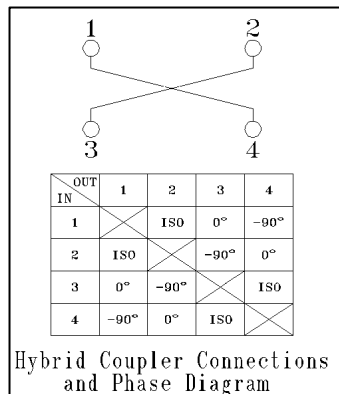 1 2
3 4
OUT
IN 1 2 3 4
1 ISO 0° -90°
2 ISO -90° 0°
3 0° -90° ISO
4 -90° 0° ISO
Hybrid Coupler Connections
and Phase Diagram